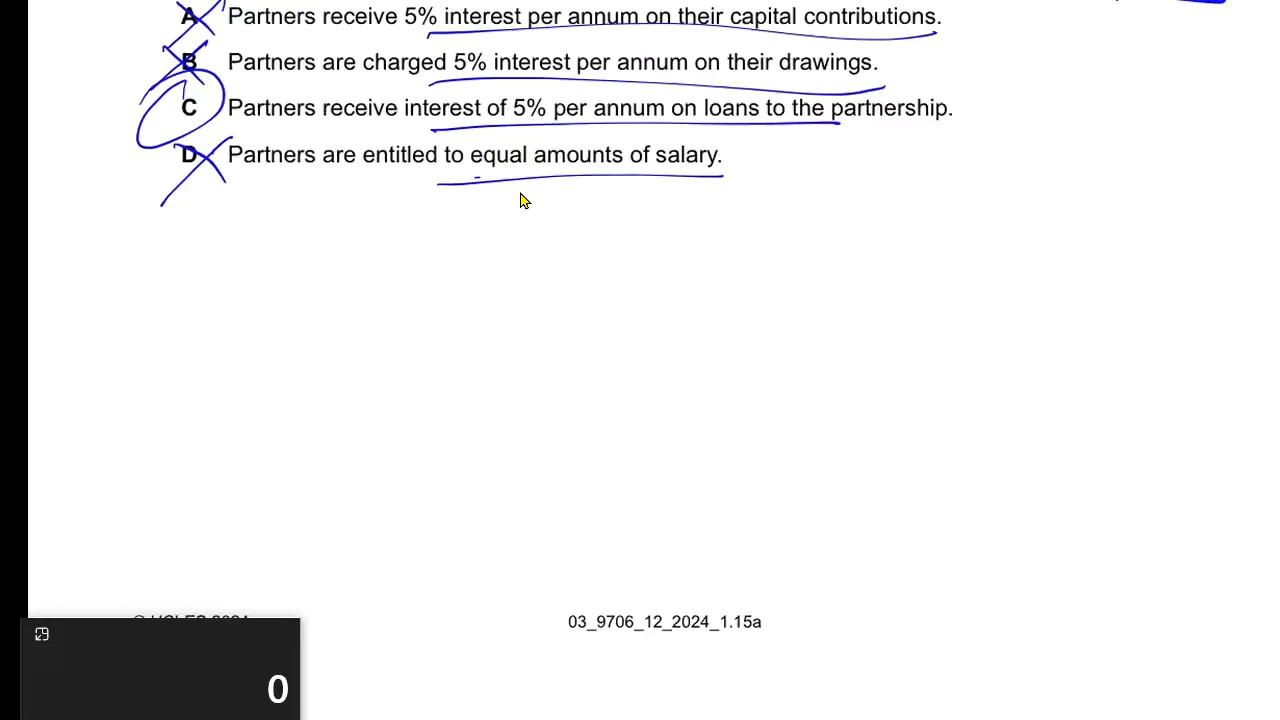 A Partners receive 5% interest per annum on their capital contributions.
B Partners are charged 5% interest per annum on their drawings.
C Partners receive interest of 5% per annum on loans to the partnership.
D Partners are entitled to equal amounts of salary.
© UCLES 2024 03_9706_12_2024_1.15a
0